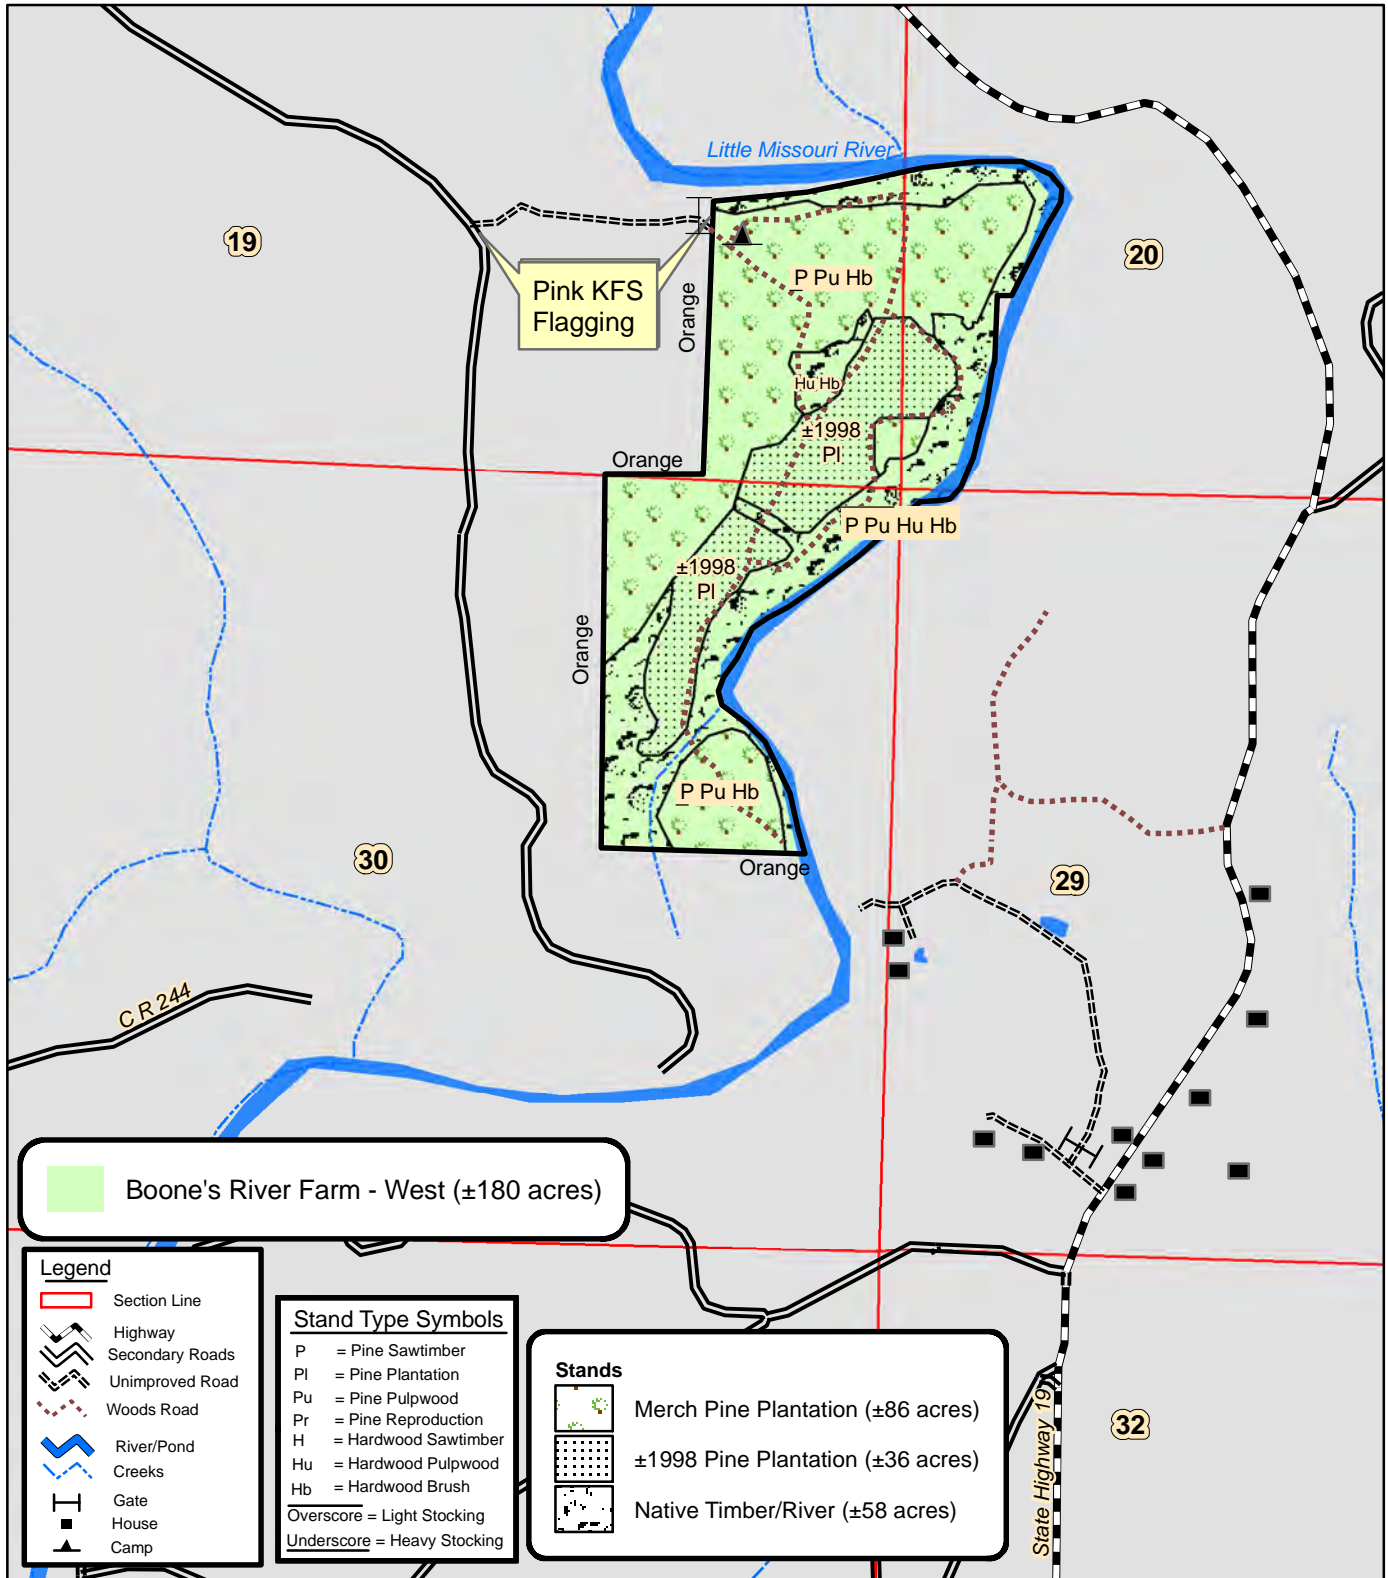 Little Missouri River
19
20
Pink KFS
Flagging
Orange
P Pu Hb
Hu Hb
±1998
Pl
Orange
P Pu Hu Hb
±1998
Pl
Orange
P Pu Hb
Orange
30
29
C R 244
Boone's River Farm - West (±180 acres)
Legend
Section Line
Highway
Secondary Roads
Unimproved Road
Woods Road
River/Pond
Creeks
Gate
House
Camp
Stand Type Symbols
P = Pine Sawtimber
Pl = Pine Plantation
Pu = Pine Pulpwood
Pr = Pine Reproduction
H = Hardwood Sawtimber
Hu = Hardwood Pulpwood
Hb = Hardwood Brush
Overscore = Light Stocking
Underscore = Heavy Stocking
Stands
Merch Pine Plantation (±86 acres)
±1998 Pine Plantation (±36 acres)
Native Timber/River (±58 acres)
State Highway 19
32